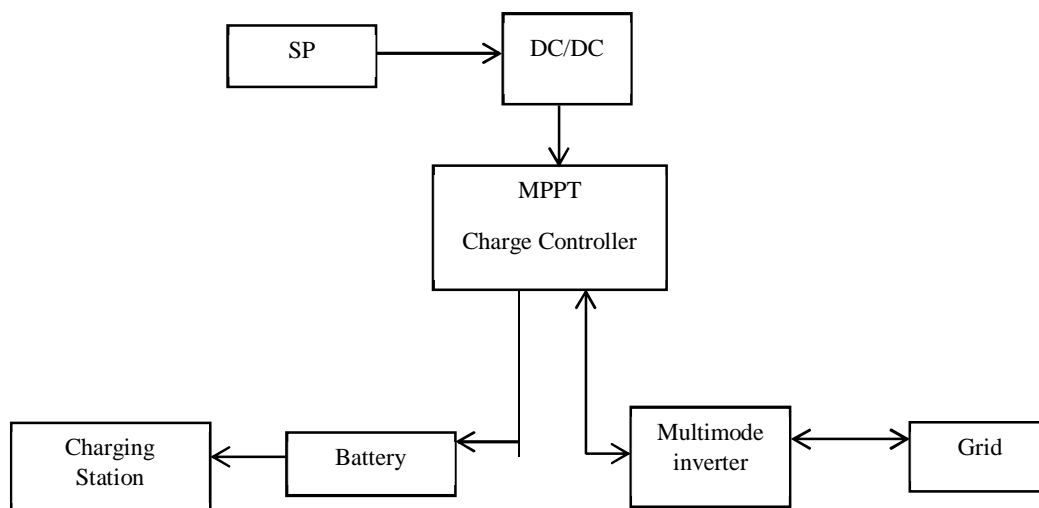 SP
DC/DC
MPPT
Charge Controller
Charging
Station
Battery
Multimode
inverter
Grid